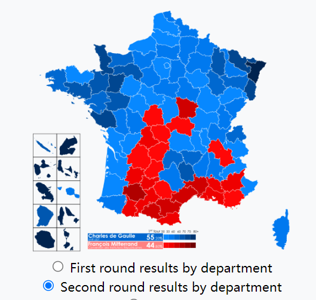 Charles de Gaulle 55
François Mitterrand 44
First round results by department
Second round results by department